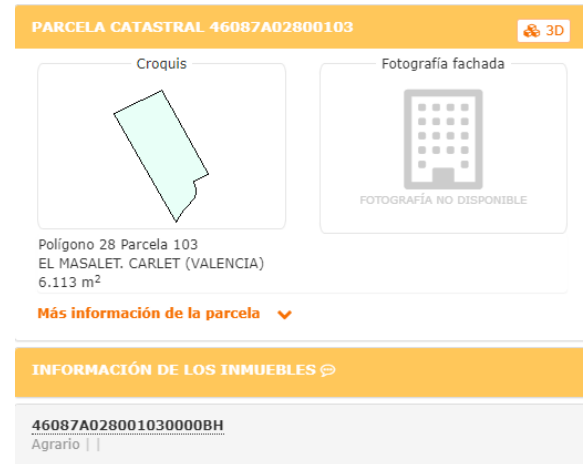 PARCELA CATASTRAL 46087A02800103
3D
Croquis
Fotografía fachada
FOTOGRAFÍA NO DISPONIBLE
Polígono 28 Parcela 103
EL MASALET. CARLET (VALENCIA)
6.113 m²
Más información de la parcela
INFORMACIÓN DE LOS INMUEBLES
46087A028001030000BH
Agrario | |